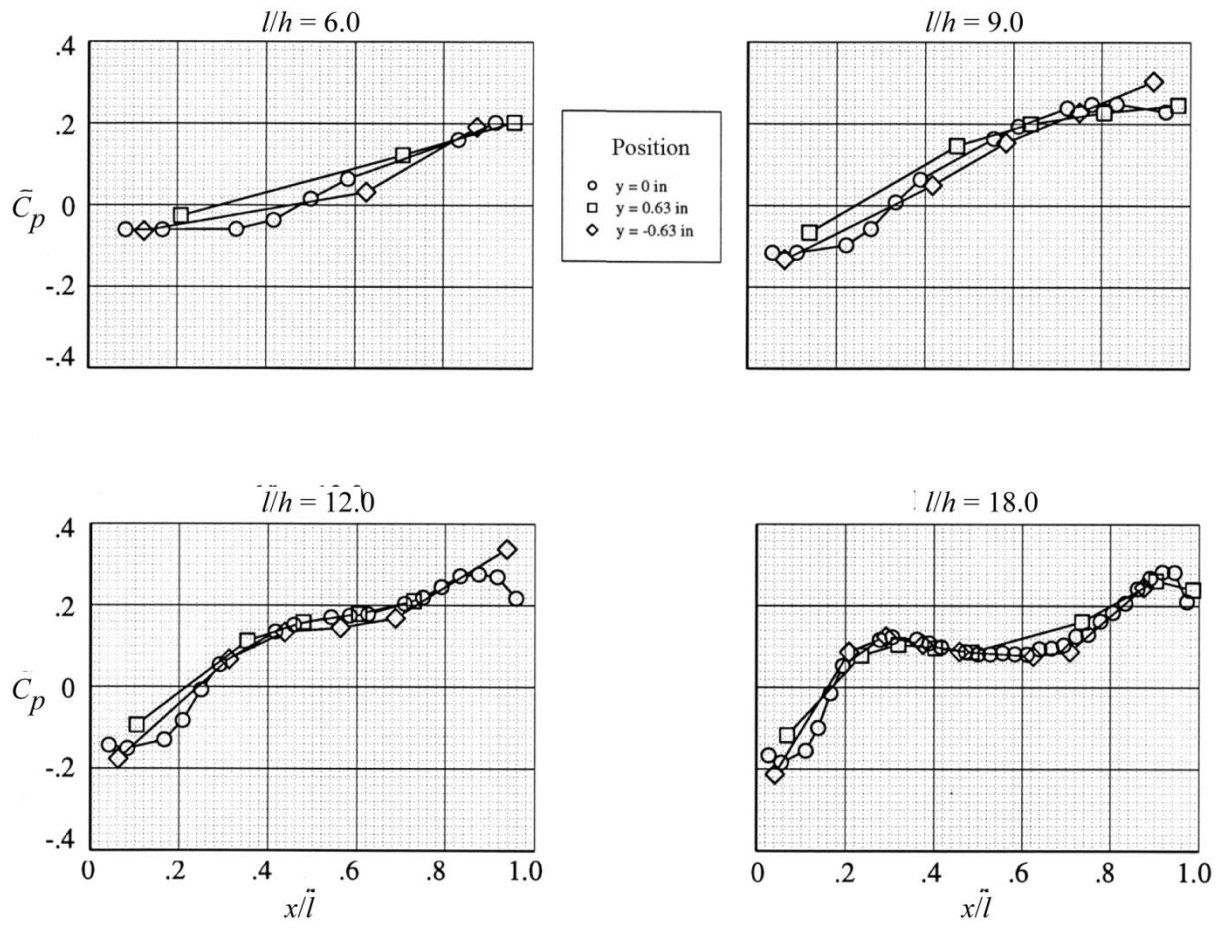 l/h = 6.0
l/h = 9.0
.4
.2
0
-.2
-.4
C̃p
Position
y = 0 in
y = 0.63 in
y = -0.63 in
l/h = 12.0
l/h = 18.0
.4
.2
0
-.2
-.4
Cp
0 .2 .4 .6 .8 1.0
0 .2 .4 .6 .8 1.0
x/l
x/l